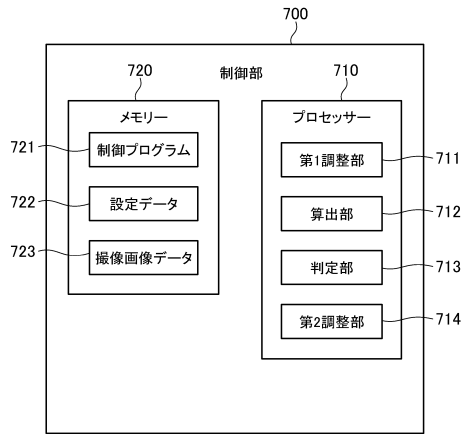 700
制御部
720
メモリー
721
制御プログラム
722
設定データ
723
撮像画像データ
710
プロセッサー
第1調整部
711
算出部
712
判定部
713
第2調整部
714